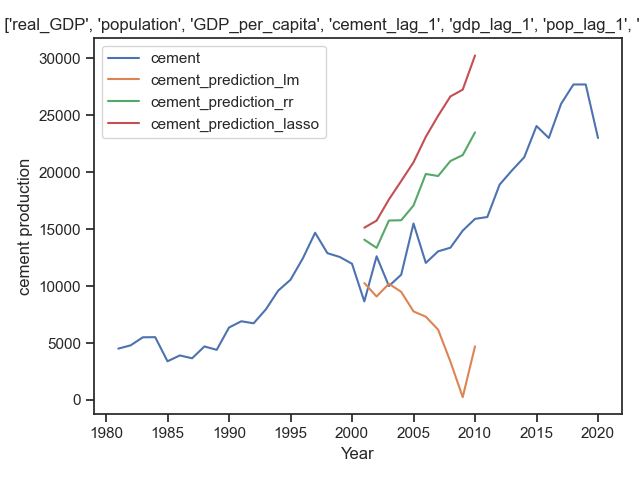 ['real_GDP', 'population', 'GDP_per_capita', 'cement_lag_1', 'gdp_lag_1', 'pop_lag_1', '
30000
25000
20000
15000
10000
5000
0
cement production
cement
cement_prediction_lm
cement_prediction_rr
cement_prediction_lasso
1980 1985 1990 1995 2000 2005 2010 2015 2020
Year